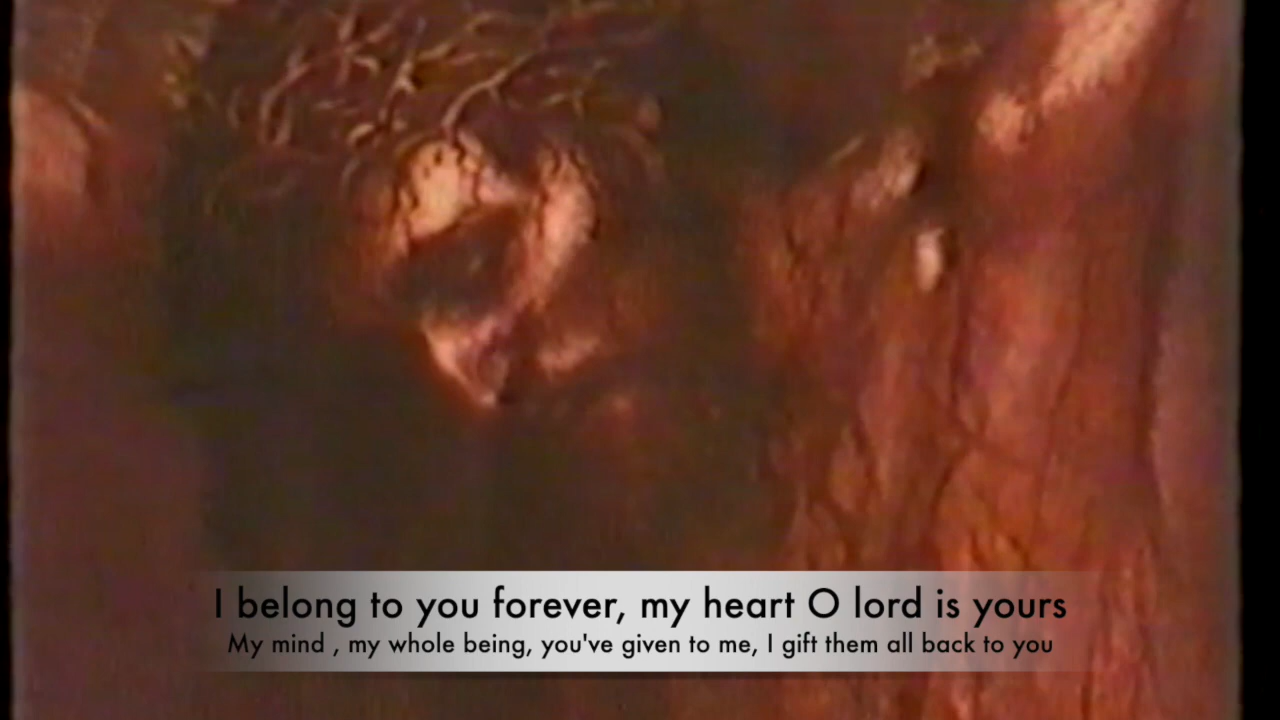 I belong to you forever, my heart O lord is yours
My mind , my whole being, you've given to me, I gift them all back to you